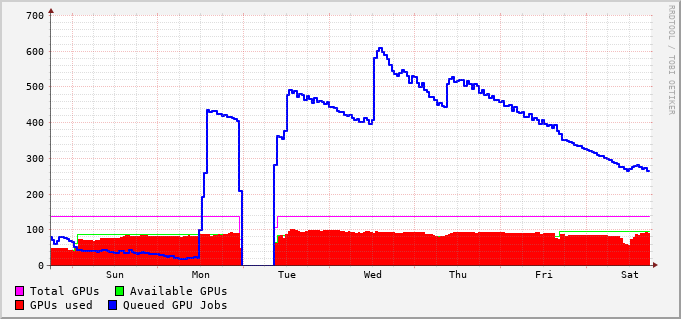 700
600
500
400
300
200
100
0
Sun Mon Tue Wed Thu Fri Sat
RRDTOOL / TOBI OETIKER
Total GPUs Available GPUs
GPUs used Queued GPU Jobs